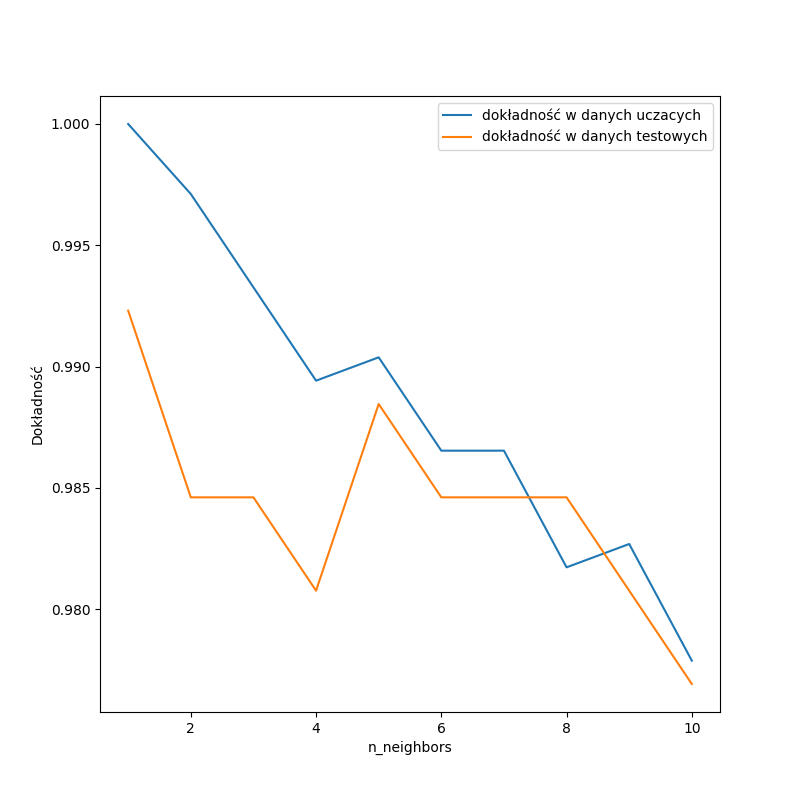 dokładność w danych uczacych
dokładność w danych testowych
1.000
0.995
0.990
0.985
0.980
Dokładność
2 4 6 8 10
n_neighbors